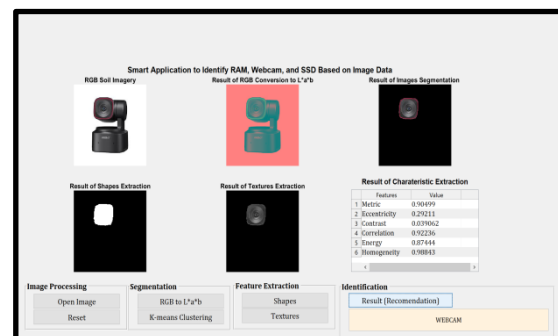 Smart Application to Identify RAM, Webcam, and SSD Based on Image Data
RGB Soil Imagery
Result of RGB Conversion to L*a*b
Result of Images Segmentation
Result of Shapes Extraction
Result of Textures Extraction
Result of Charateristic Extraction
Features Value
1 Metric 0.90499
2 Eccentricity 0.29211
3 Contrast 0.039062
4 Correlation 0.92236
5 Energy 0.87444
6 Homegeneity 0.98843
Image Processing
Open Image
Reset
Segmentation
RGB to L*a*b
K-means Clustering
Feature Extraction
Shapes
Textures
Identification
Result (Recomendation)
WEBCAM